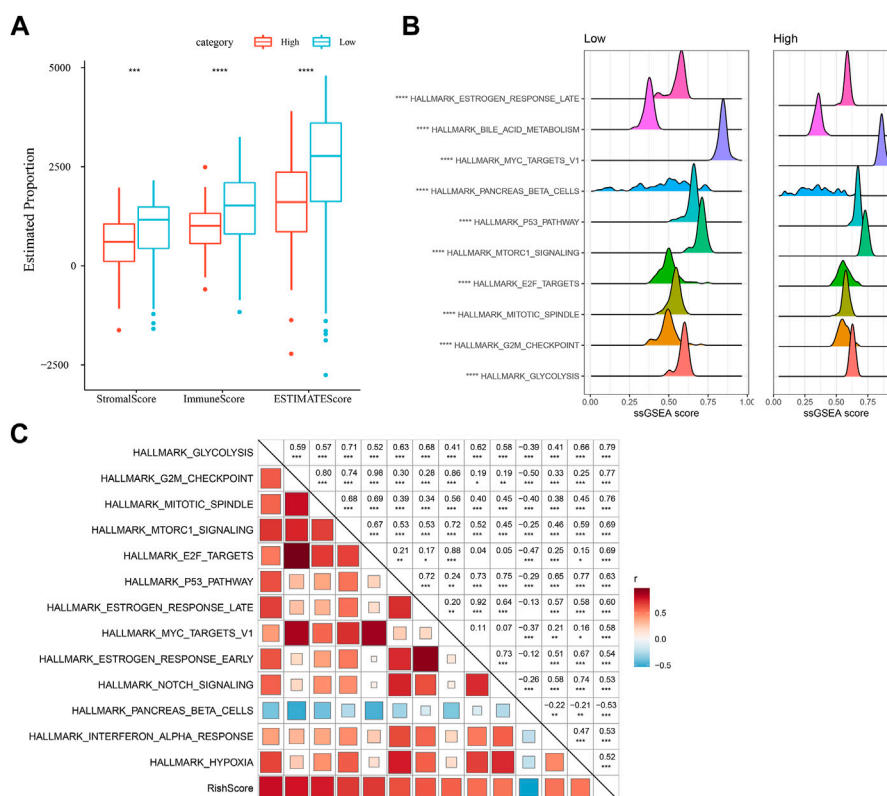 A
category
High
Low
5000
2500
0
−2500
Estimated Proportion
***
****
****
StromalScore
ImmuneScore
ESTIMATEScore
B
Low
High
**** HALLMARK_ESTROGEN_RESPONSE_LATE
**** HALLMARK_BILE_ACID_METABOLISM
**** HALLMARK_MYC_TARGETS_V1
**** HALLMARK_PANCREAS_BETA_CELLS
**** HALLMARK_P53_PATHWAY
**** HALLMARK_MTORC1_SIGNALING
**** HALLMARK_E2F_TARGETS
**** HALLMARK_MITOTIC_SPINDLE
**** HALLMARK_G2M_CHECKPOINT
**** HALLMARK_GLYCOLYSIS
0.00 0.25 0.50 0.75 1.0
0.00 0.25 0.50 0.75
ssGSEA score
ssGSEA score
C
HALLMARK_GLYCOLYSIS 0.59 0.57 0.71 0.52 0.63 0.68 0.41 0.62 0.58 −0.39 0.41 0.66 0.79
*** *** *** *** *** *** *** *** *** *** *** *** ***
HALLMARK_G2M_CHECKPOINT 0.80 0.74 0.98 0.30 0.28 0.86 0.19 0.19 −0.50 0.33 0.25 0.77
*** *** *** *** *** *** * ** *** *** *** ***
HALLMARK_MITOTIC_SPINDLE 0.68 0.69 0.39 0.34 0.56 0.40 0.45 −0.40 0.38 0.45 0.76
*** *** *** *** *** *** *** *** *** *** ***
HALLMARK_MTORC1_SIGNALING 0.67 0.53 0.53 0.72 0.52 0.45 −0.25 0.46 0.59 0.69
*** *** *** *** *** *** *** *** *** ***
HALLMARK_E2F_TARGETS 0.21 0.17 0.88 0.04 0.05 −0.47 0.25 0.15 0.69
** * *** *** *** * ***
HALLMARK_P53_PATHWAY 0.72 0.24 0.73 0.75 −0.29 0.65 0.77 0.63
*** ** *** *** *** *** *** ***
HALLMARK_ESTROGEN_RESPONSE_LATE 0.20 0.92 0.64 −0.13 0.57 0.58 0.60
** *** *** *** *** ***
HALLMARK_MYC_TARGETS_V1 0.11 0.07 −0.37 0.21 0.16 0.58
*** ** * ***
HALLMARK_ESTROGEN_RESPONSE_EARLY 0.73 −0.12 0.51 0.67 0.54
*** *** *** ***
HALLMARK_NOTCH_SIGNALING −0.26 0.58 0.74 0.53
*** *** *** ***
HALLMARK_PANCREAS_BETA_CELLS −0.22 −0.21 −0.53
** ** ***
HALLMARK_INTERFERON_ALPHA_RESPONSE 0.47 0.53
*** ***
HALLMARK_HYPOXIA 0.52
***
RishScore
r
1.0
0.5
0.0
−0.5